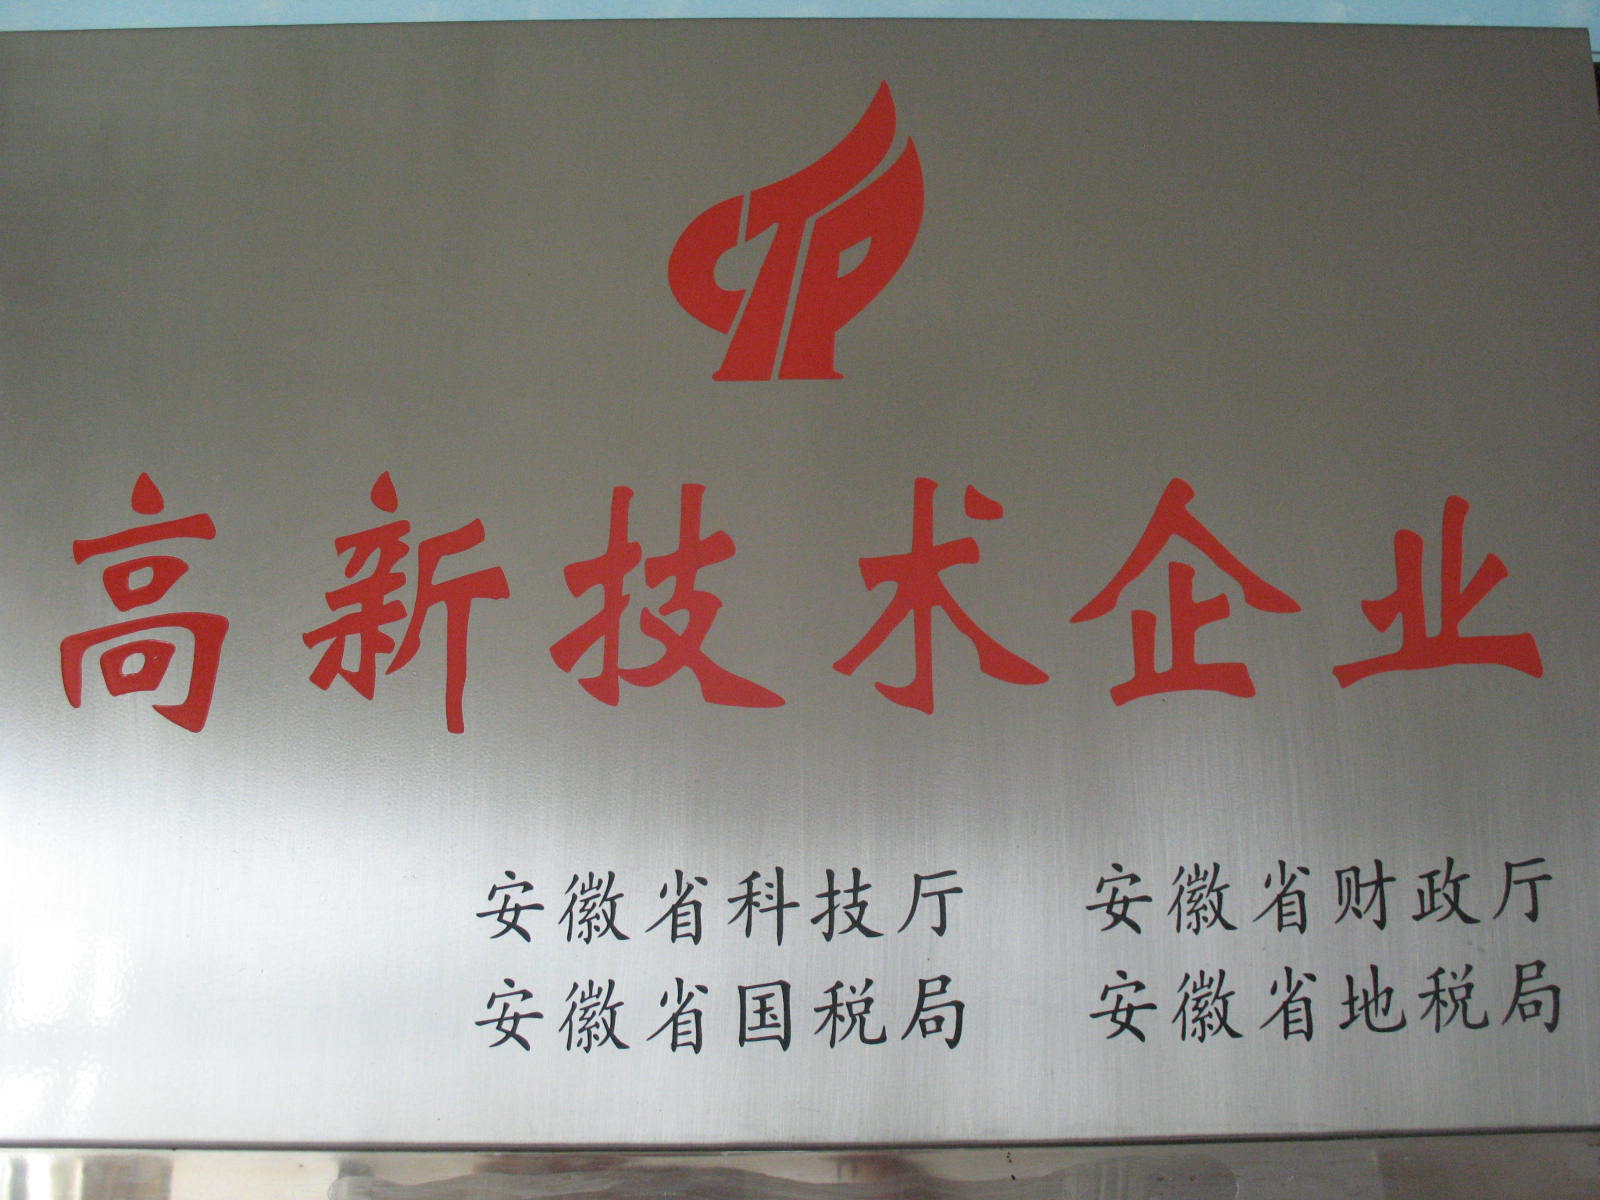 CTP
高新技术企业
安徽省科技厅 安徽省财政厅
安徽省国税局 安徽省地税局